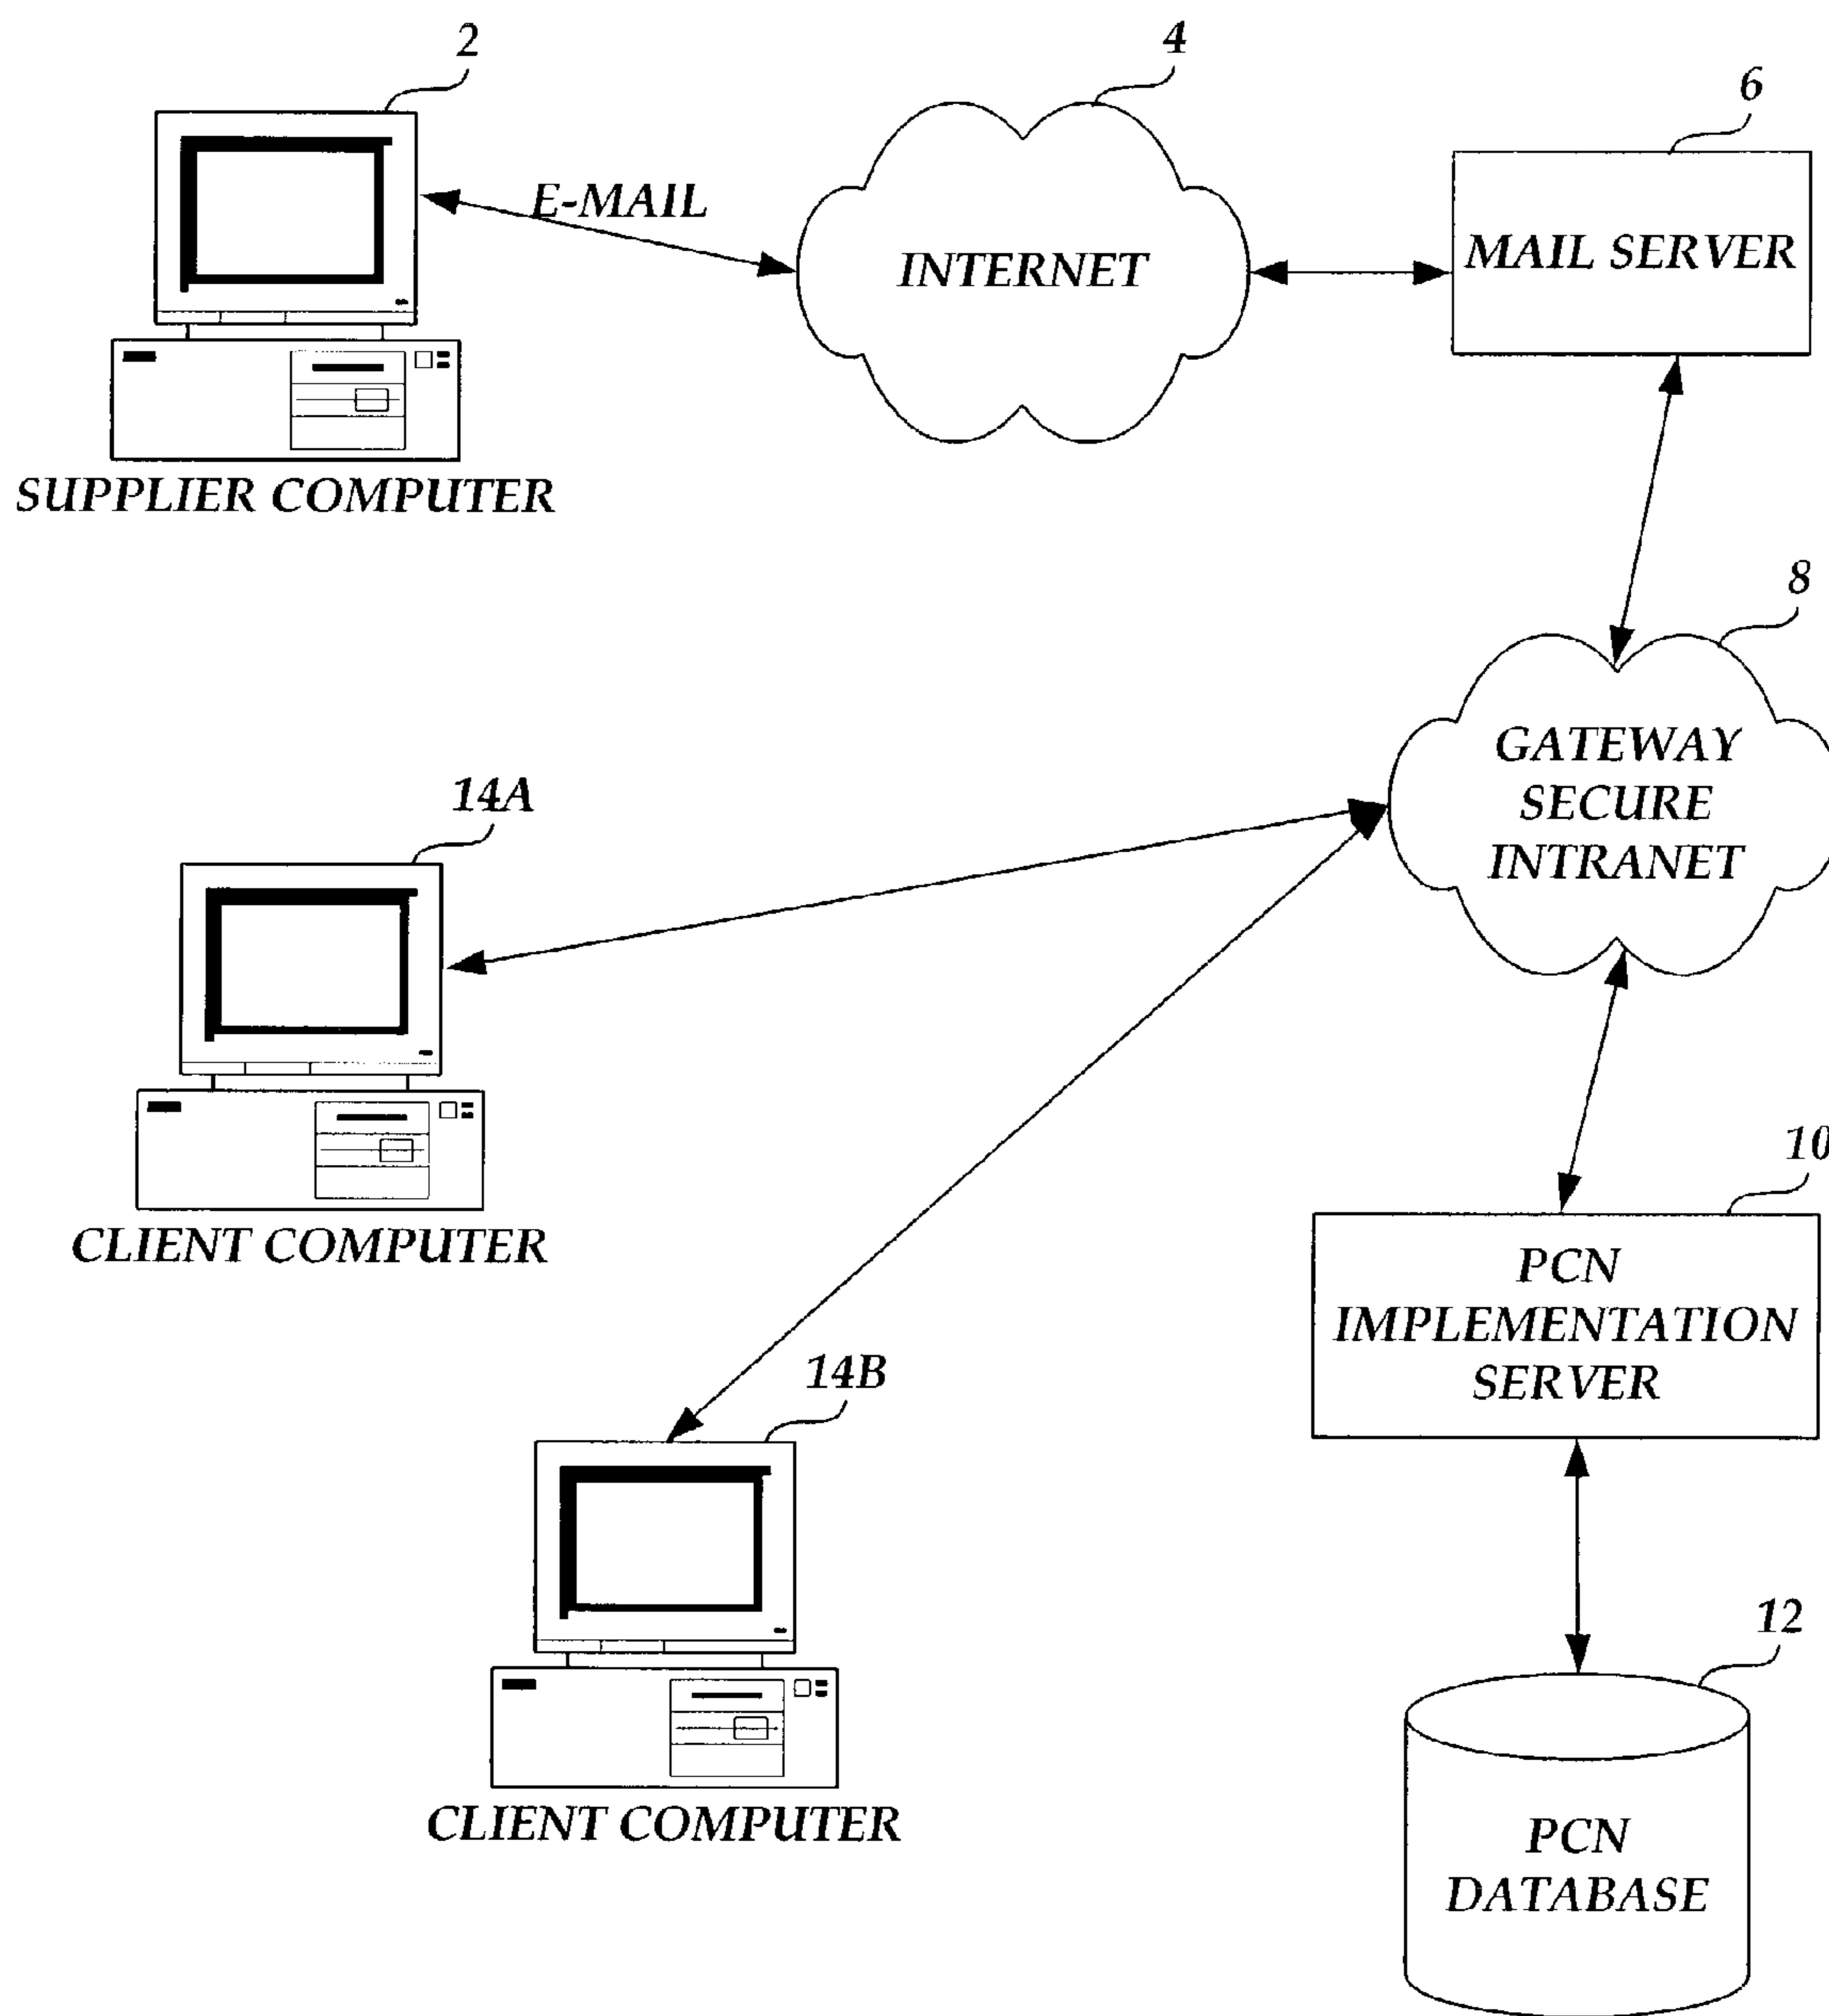 2
4
6
E-MAIL
INTERNET
MAIL SERVER
SUPPLIER COMPUTER
8
GATEWAY
SECURE
INTRANET
14A
CLIENT COMPUTER
10
PCN
IMPLEMENTATION
SERVER
14B
CLIENT COMPUTER
12
PCN
DATABASE